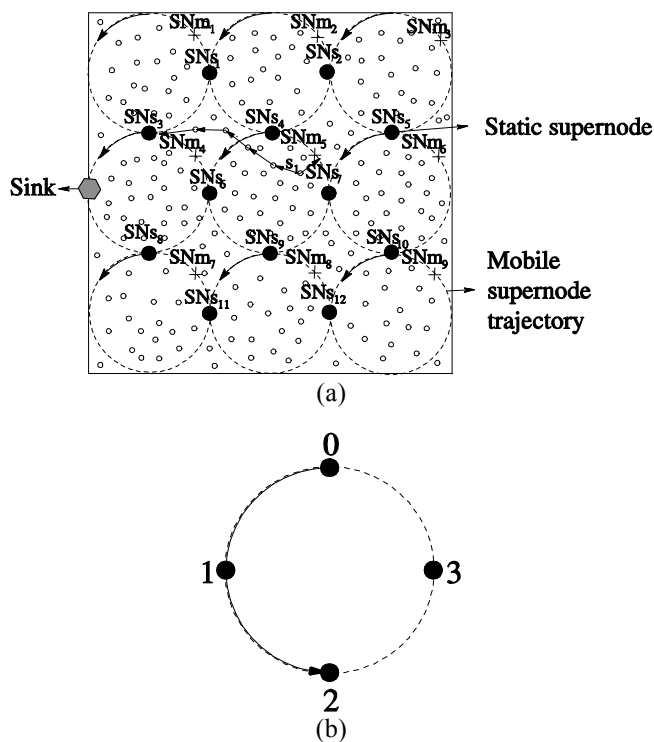 SNm1 SNm2 SNm3
SNs1 SNs2
SNs3 SNs4 SNs5
SNm4 SNm5 SNm6
Static supernode
s1
Sink
SNs6 SNs7
SNs8 SNs9 SNs10
SNm7 SNm8 SNm9
SNs11 SNs12
Mobile
supernode
trajectory
(a)
0
1 3
2
(b)